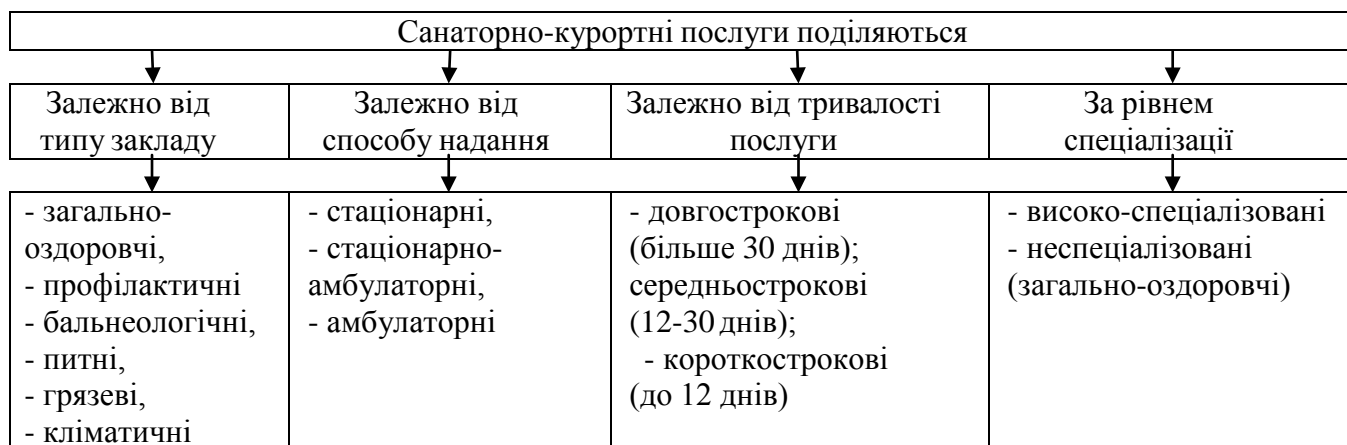 Санаторно-курортні послуги поділяються
Залежно від
типу закладу
Залежно від
способу надання
Залежно від тривалості
послуги
За рівнем
спеціалізації
- загально-
оздоровчі,
- профілактичні
- бальнеологічні,
- питні,
- грязеві,
- кліматичні
- стаціонарні,
- стаціонарно-
амбулаторні,
- амбулаторні
- довгострокові
(більше 30 днів);
середньострокові
(12-30 днів);
- короткострокові
(до 12 днів)
- високо-спеціалізовані
- неспеціалізовані
(загально-оздоровчі)